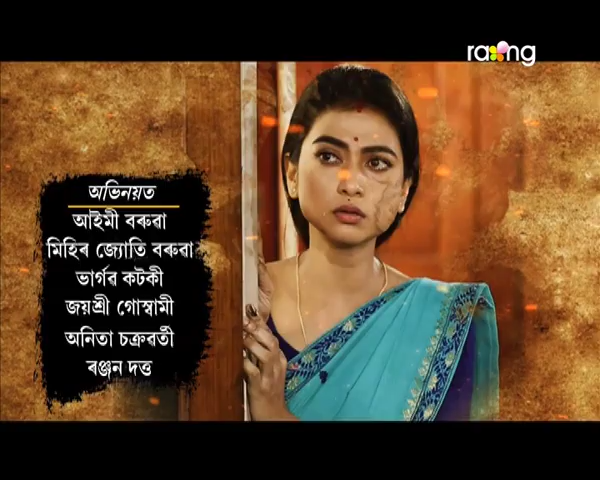 rang
অভিনয়ত
আইমী বৰুৱা
মিহিৰ জ্যোতি বৰুৱা
ভাৰ্গৱ কটকী
জয়শ্ৰী গোস্বামী
অনিতা চক্ৰৱৰ্তী
ৰঞ্জন দত্ত